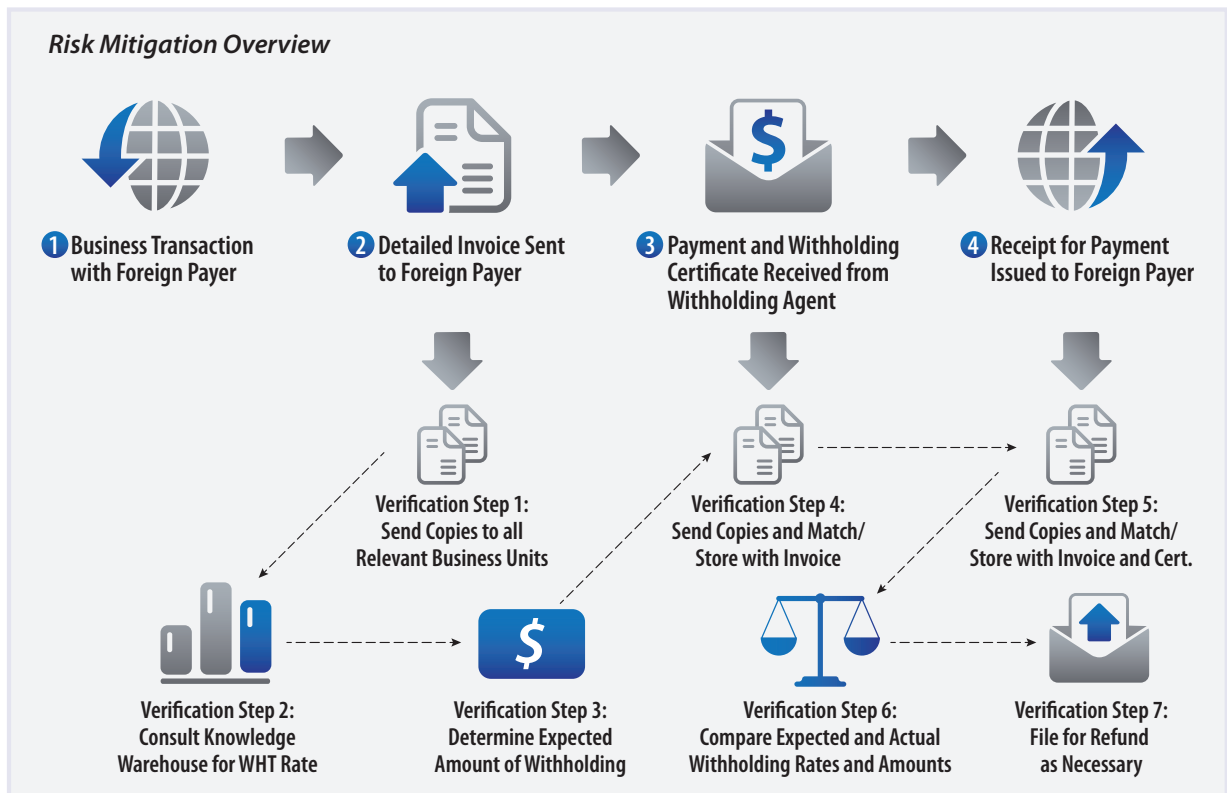 Risk Mitigation Overview
1 Business Transaction
with Foreign Payer
2 Detailed Invoice Sent
to Foreign Payer
$
3 Payment and Withholding
Certificate Received from
Withholding Agent
4 Receipt for Payment
Issued to Foreign Payer
Verification Step 1:
Send Copies to all
Relevant Business Units
Verification Step 4:
Send Copies and Match/
Store with Invoice
Verification Step 5:
Send Copies and Match/
Store with Invoice and Cert.
Verification Step 2:
Consult Knowledge
Warehouse for WHT Rate
$
Verification Step 3:
Determine Expected
Amount of Withholding
Verification Step 6:
Compare Expected and Actual
Withholding Rates and Amounts
Verification Step 7:
File for Refund
as Necessary